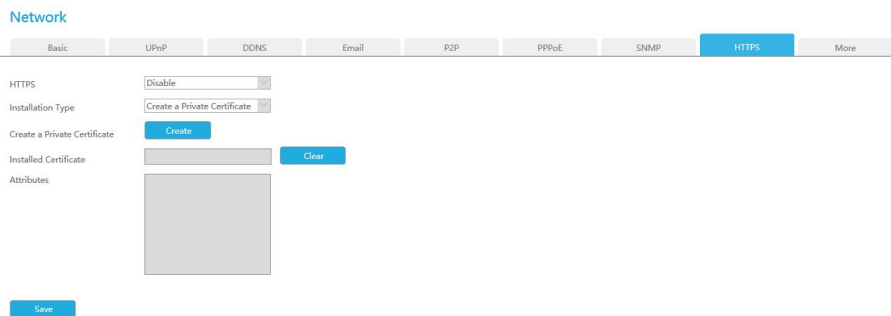 Network
Basic UPnP DDNS Email P2P PPPoE SNMP HTTPS More
HTTPS Disable
Installation Type Create a Private Certificate
Create a Private Certificate Create
Installed Certificate Clear
Attributes
Save